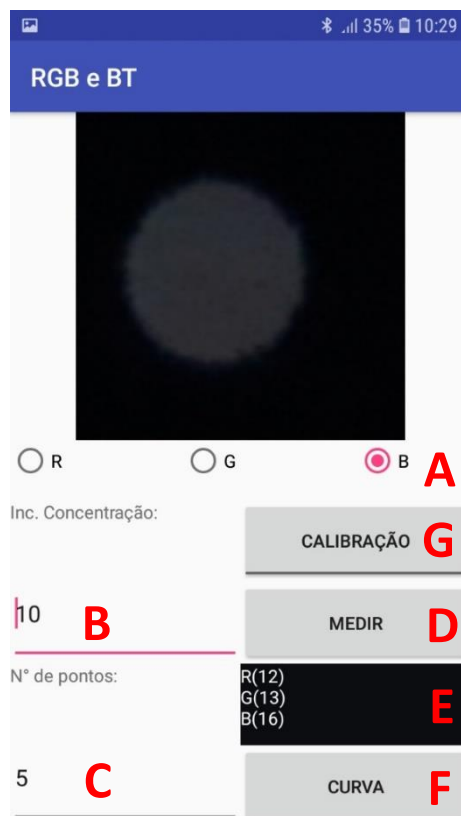 35% 10:29
RGB e BT
R G B A
Inc. Concentração:
CALIBRAÇÃO G
10 B
MEDIR D
N° de pontos:
R(12)
G(13)
B(16)
E
5 C
CURVA F